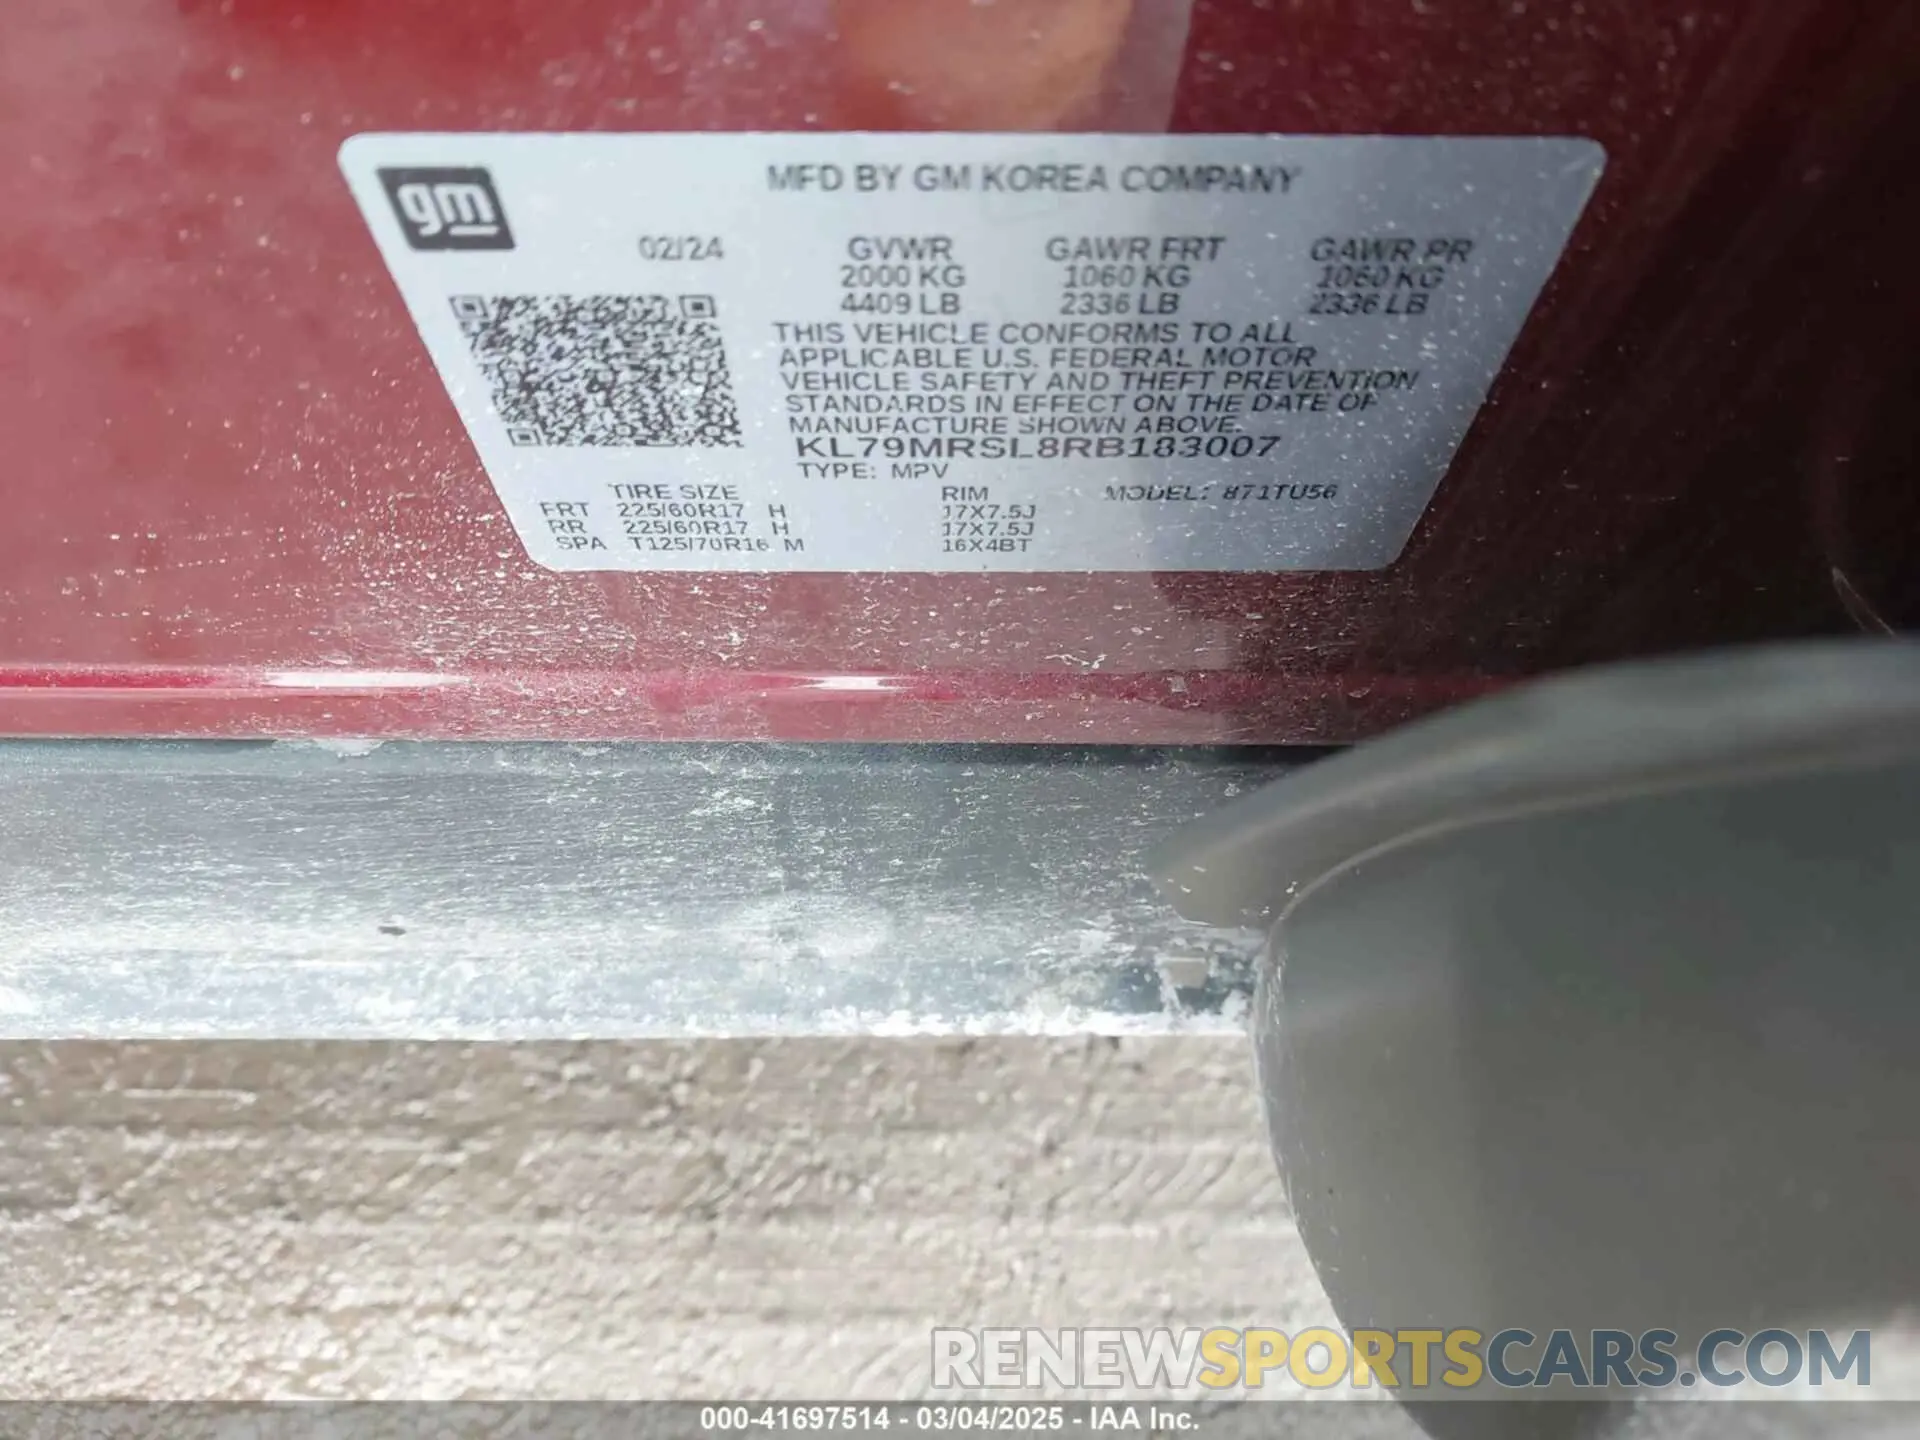 gm
MFD BY GM KOREA COMPANY
02/24 GVWR GAWR FRT GAWR RR
2000 KG 1060 KG 1060 KG
4409 LB 2336 LB 2336 LB
THIS VEHICLE CONFORMS TO ALL
APPLICABLE U.S. FEDERAL MOTOR
VEHICLE SAFETY AND THEFT PREVENTION
STANDARDS IN EFFECT ON THE DATE OF
MANUFACTURE SHOWN ABOVE.
KL79MRSL8RB183007
TYPE: MPV
TIRE SIZE RIM MODEL: 871TU56
FRT 225/60R17 H 17X7.5J
RR 225/60R17 H 17X7.5J
SPA T125/70R16 M 16X4BT
RENEWSPORTSCARS.COM
000-41697514 - 03/04/2025 - IAA Inc.